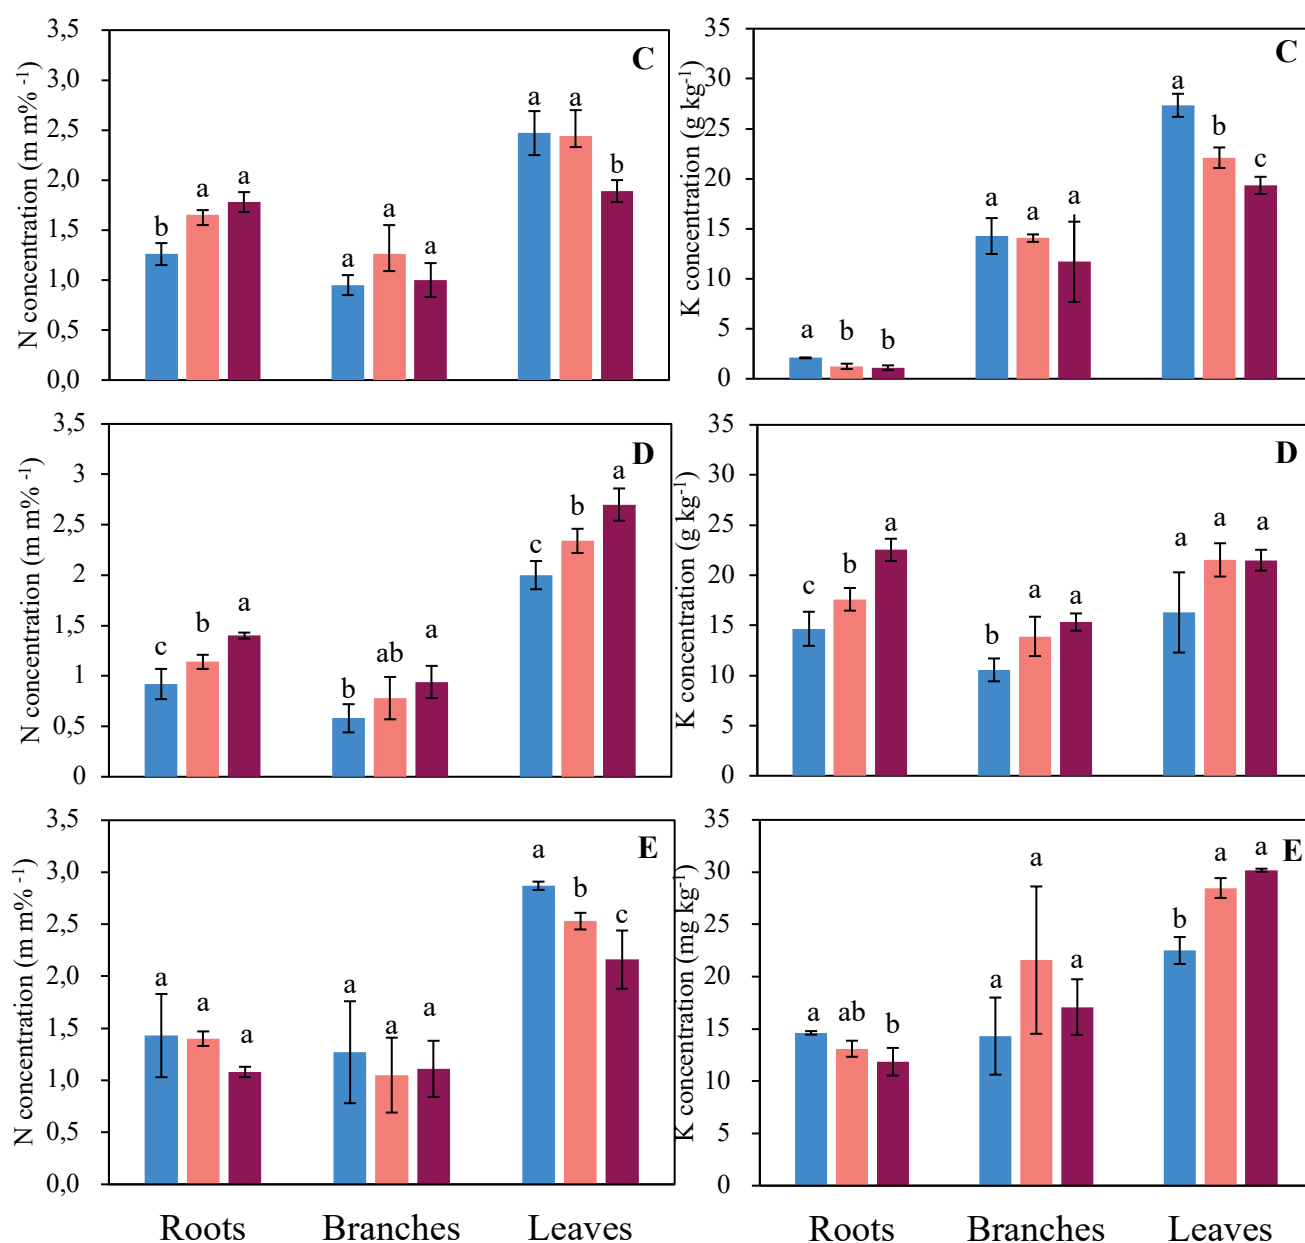 N concentration (m m% -1)
3,5
3,0
2,5
2,0
1,5
1,0
0,5
0,0
C
b a a
a a a
a a b
K concentration (g kg-1)
35
30
25
20
15
10
5
0
C
a b b
a a a
a b c
N concentration (m m% -1)
3,5
3
2,5
2
1,5
1
0,5
0
D
c b a
b ab a
c b a
K concentration (g kg-1)
35
30
25
20
15
10
5
0
D
c b a
b a a
a a a
N concentration (m m% -1)
3,5
3,0
2,5
2,0
1,5
1,0
0,5
0,0
E
a a a
a a a
a b c
Roots Branches Leaves
K concentration (mg kg-1)
35
30
25
20
15
10
5
0
E
a ab b
a a a
b a a
Roots Branches Leaves